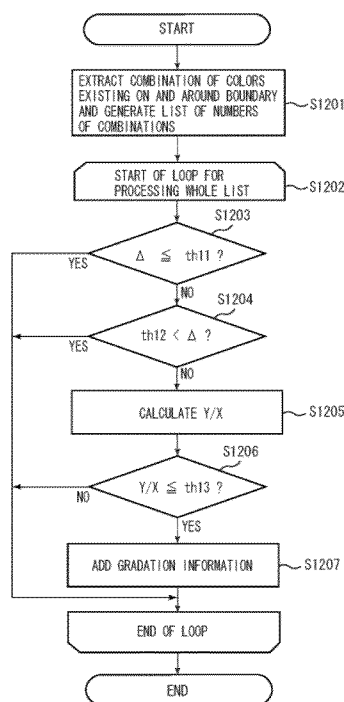 START
EXTRACT COMBINATION OF COLORS
EXISTING ON AND AROUND BOUNDARY
AND GENERATE LIST OF NUMBERS
OF COMBINATIONS
S1201
START OF LOOP FOR
PROCESSING WHOLE LIST
S1202
S1203
Δ ≦ th11 ?
YES
NO
S1204
th12 < Δ ?
YES
NO
CALCULATE Y/X
S1205
S1206
Y/X ≦ th13 ?
NO
YES
ADD GRADATION INFORMATION
S1207
END OF LOOP
END